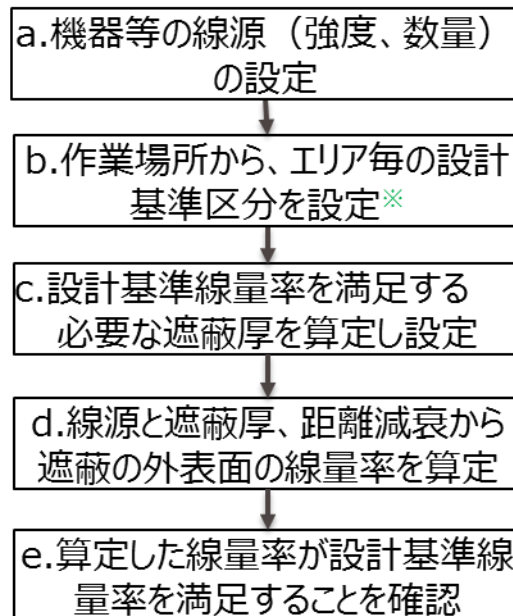 a.機器等の線源（強度、数量）
の設定
b.作業場所から、エリア毎の設計
基準区分を設定※
c.設計基準線量率を満足する
必要な遮蔽厚を算定し設定
d.線源と遮蔽厚、距離減衰から
遮蔽の外表面の線量率を算定
e.算定した線量率が設計基準線
量率を満足することを確認